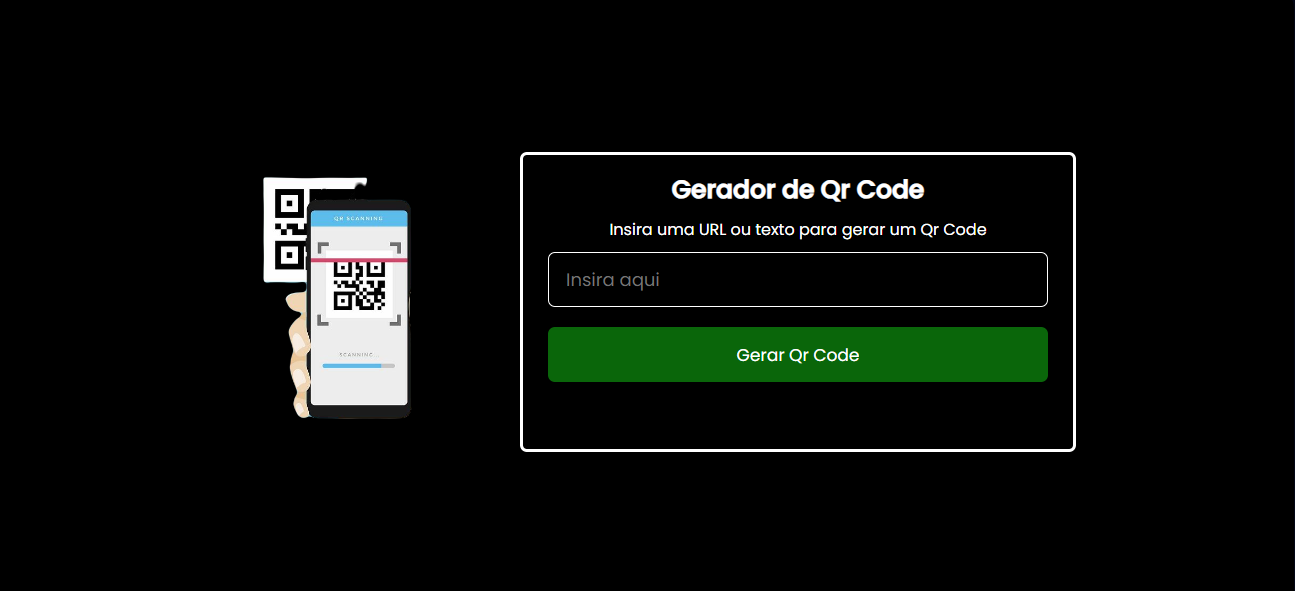 QR SCANNING
SCANNING...
Gerador de Qr Code
Insira uma URL ou texto para gerar um Qr Code
Insira aqui
Gerar Qr Code